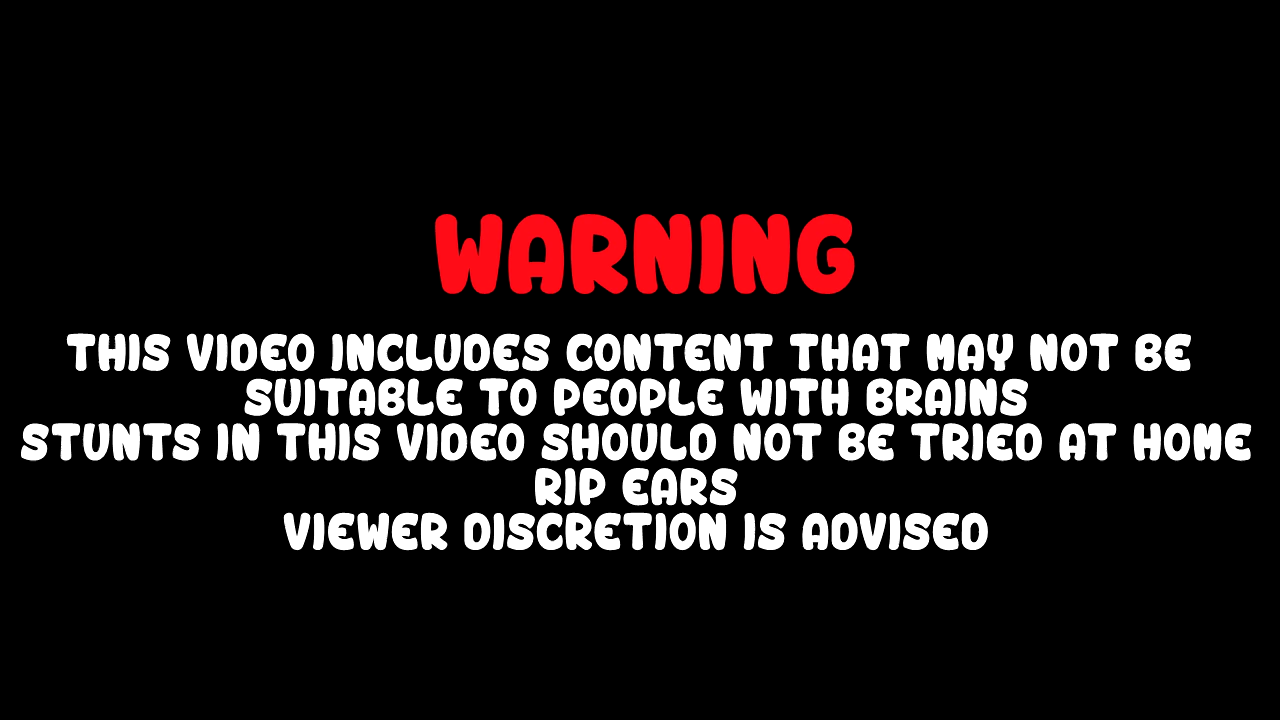 WARNING
THIS VIDEO INCLUDES CONTENT THAT MAY NOT BE
SUITABLE TO PEOPLE WITH BRAINS
STUNTS IN THIS VIDEO SHOULD NOT BE TRIED AT HOME
RIP EARS
VIEWER DISCRETION IS ADVISED